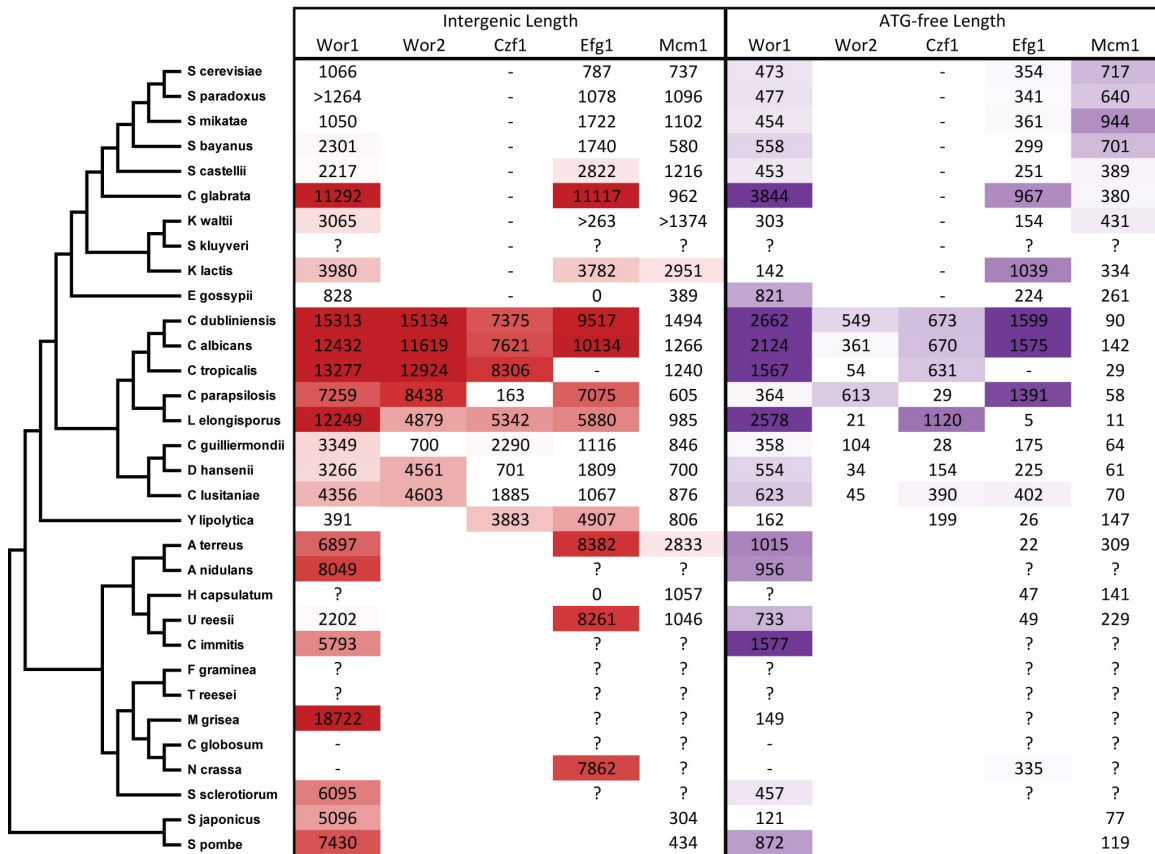 Intergenic Length ATG-free Length
Wor1 Wor2 Czf1 Efg1 Mcm1 Wor1 Wor2 Czf1 Efg1 Mcm1
S cerevisiae 1066 - 787 737 473 - 354 717
S paradoxus >1264 - 1078 1096 477 - 341 640
S mikatae 1050 - 1722 1102 454 - 361 944
S bayanus 2301 - 1740 580 558 - 299 701
S castellii 2217 - 2822 1216 453 - 251 389
C glabrata 11292 - 11117 962 3844 - 967 380
K waltii 3065 - >263 >1374 303 - 154 431
S kluyveri ? - ? ? ? - ? ?
K lactis 3980 - 3782 2951 142 - 1039 334
E gossypii 828 - 0 389 821 - 224 261
C dubliniensis 15313 15134 7375 9517 1494 2662 549 673 1599 90
C albicans 12432 11619 7621 10134 1266 2124 361 670 1575 142
C tropicalis 13277 12924 8306 - 1240 1567 54 631 - 29
C parapsilosis 7259 8438 163 7075 605 364 613 29 1391 58
L elongisporus 12249 4879 5342 5880 985 2578 21 1120 5 11
C guilliermondii 3349 700 2290 1116 846 358 104 28 175 64
D hansenii 3266 4561 701 1809 700 554 34 154 225 61
C lusitaniae 4356 4603 1885 1067 876 623 45 390 402 70
Y lipolytica 391 3883 4907 806 162 199 26 147
A terreus 6897 8382 2833 1015 22 309
A nidulans 8049 ? ? 956 ? ?
H capsulatum ? 0 1057 ? 47 141
U reesii 2202 8261 1046 733 49 229
C immitis 5793 ? ? 1577 ? ?
F graminea ? ? ? ? ? ?
T reesei ? ? ? ? ? ?
M grisea 18722 ? ? 149 ? ?
C globosum - ? ? - ? ?
N crassa - 7862 ? - 335 ?
S sclerotiorum 6095 ? ? 457 ? ?
S japonicus 5096 304 121 77
S pombe 7430 434 872 119